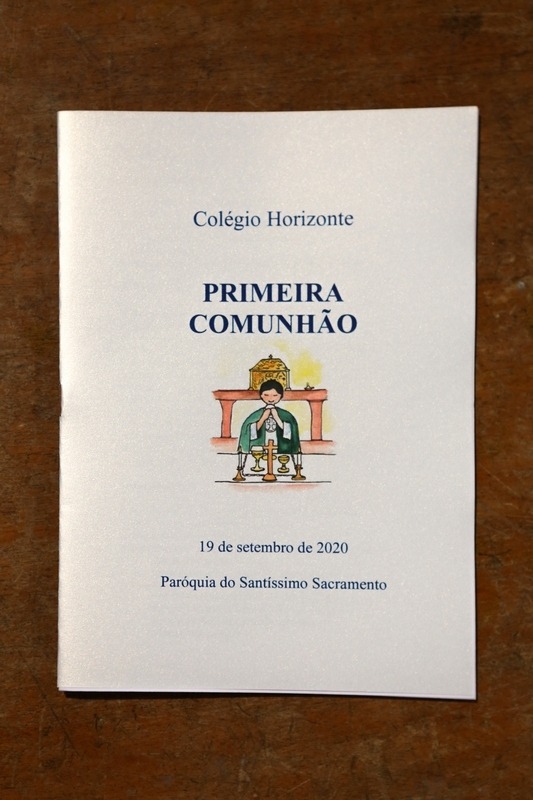 Colégio Horizonte
PRIMEIRA
COMUNHÃO
19 de setembro de 2020
Paróquia do Santíssimo Sacramento